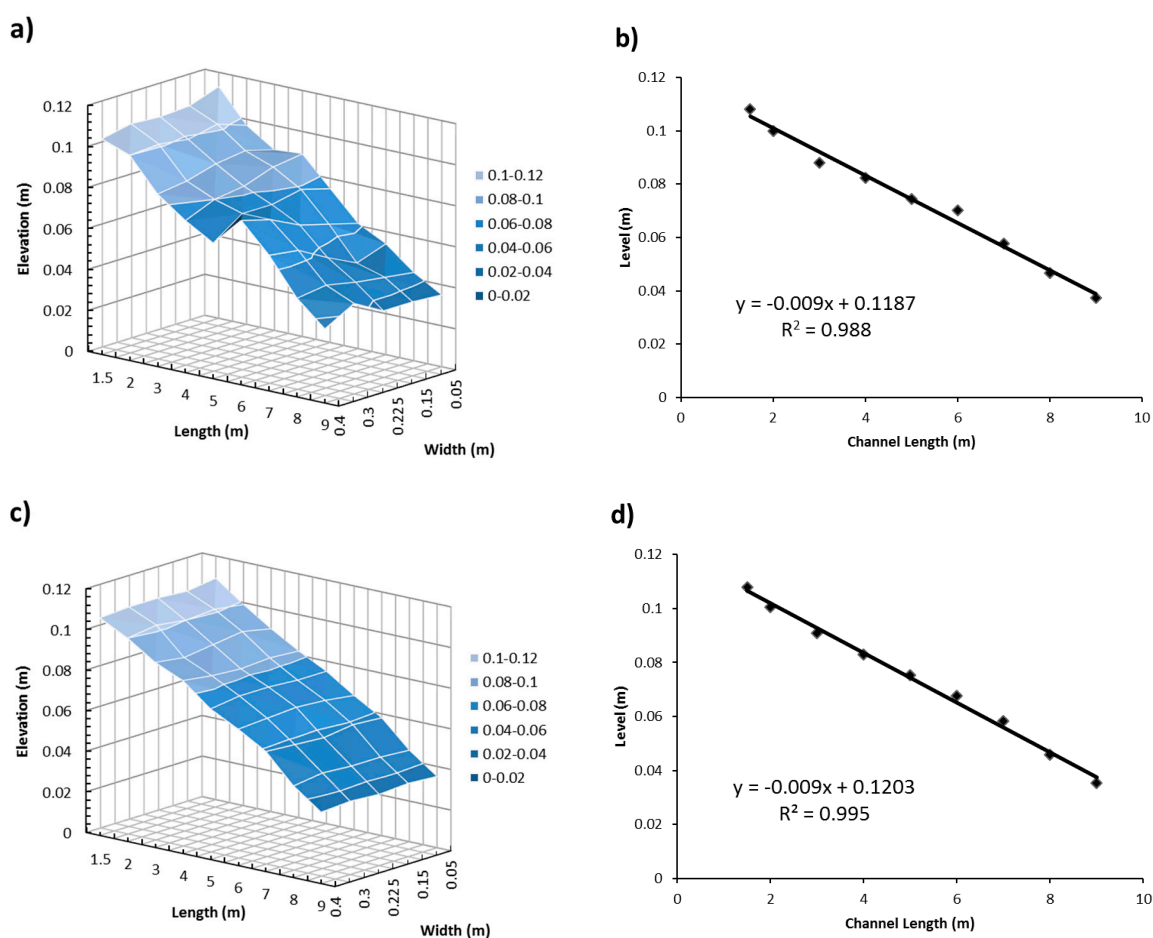 a)
Elevation (m)
0.12
0.1
0.08
0.06
0.04
0.02
0
1.5 2 3 4 5 6 7 8 9
Length (m)
0.4 0.3 0.225 0.15 0.05
Width (m)
0.1-0.12
0.08-0.1
0.06-0.08
0.04-0.06
0.02-0.04
0-0.02
b)
Level (m)
0.12
0.1
0.08
0.06
0.04
0.02
0
y = -0.009x + 0.1187
R² = 0.988
0 2 4 6 8 10
Channel Length (m)
c)
Elevation (m)
0.12
0.1
0.08
0.06
0.04
0.02
0
1.5 2 3 4 5 6 7 8 9
Length (m)
0.4 0.3 0.225 0.15 0.05
Width (m)
0.1-0.12
0.08-0.1
0.06-0.08
0.04-0.06
0.02-0.04
0-0.02
d)
Level (m)
0.12
0.1
0.08
0.06
0.04
0.02
0
y = -0.009x + 0.1203
R² = 0.995
0 2 4 6 8 10
Channel Length (m)